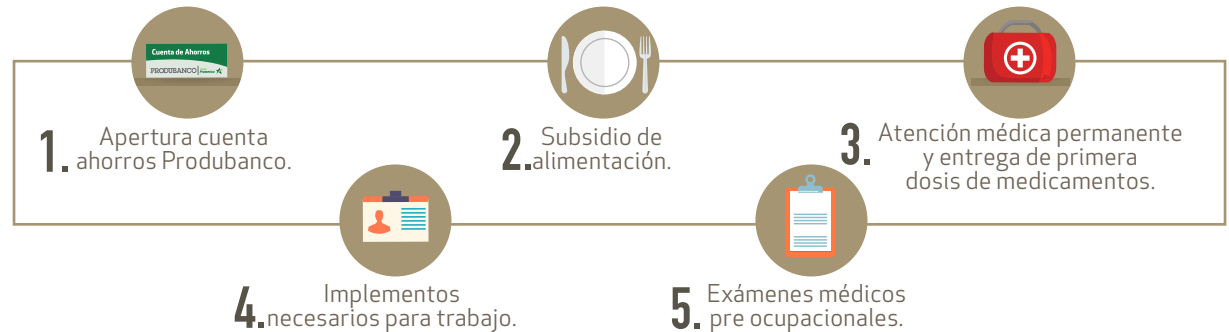 Cuenta de Ahorros
PRODUBANCO
1. Apertura cuenta
ahorros Produbanco.
2. Subsidio de
alimentación.
3. Atención médica permanente
y entrega de primera
dosis de medicamentos.
4. Implementos
necesarios para trabajo.
5. Exámenes médicos
pre ocupacionales.